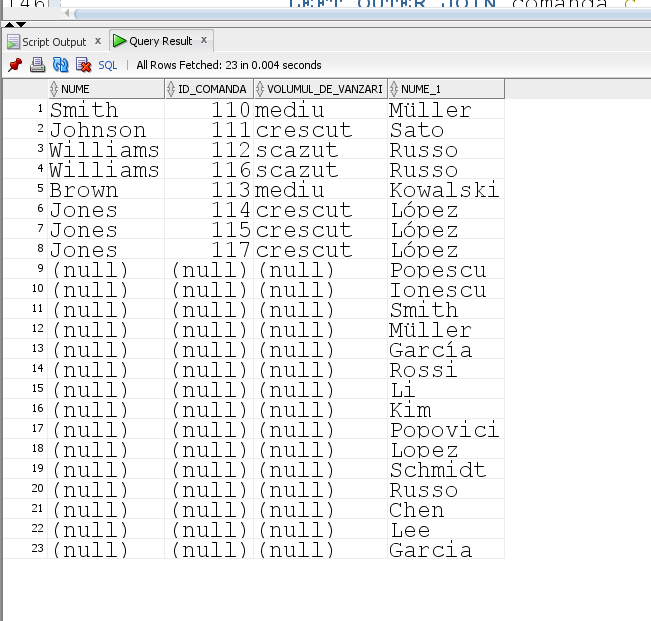 146
LEFT OUTER JOIN comanda c
Script Output x Query Result x
SQL | All Rows Fetched: 23 in 0.004 seconds
NUME ID_COMANDA VOLUMUL_DE_VANZARI NUME_1
1 Smith 110 mediu Müller
2 Johnson 111 crescut Sato
3 Williams 112 scazut Russo
4 Williams 116 scazut Russo
5 Brown 113 mediu Kowalski
6 Jones 114 crescut López
7 Jones 115 crescut López
8 Jones 117 crescut López
9 (null) (null) (null) Popescu
10 (null) (null) (null) Ionescu
11 (null) (null) (null) Smith
12 (null) (null) (null) Müller
13 (null) (null) (null) García
14 (null) (null) (null) Rossi
15 (null) (null) (null) Li
16 (null) (null) (null) Kim
17 (null) (null) (null) Popovici
18 (null) (null) (null) Lopez
19 (null) (null) (null) Schmidt
20 (null) (null) (null) Russo
21 (null) (null) (null) Chen
22 (null) (null) (null) Lee
23 (null) (null) (null) Garcia